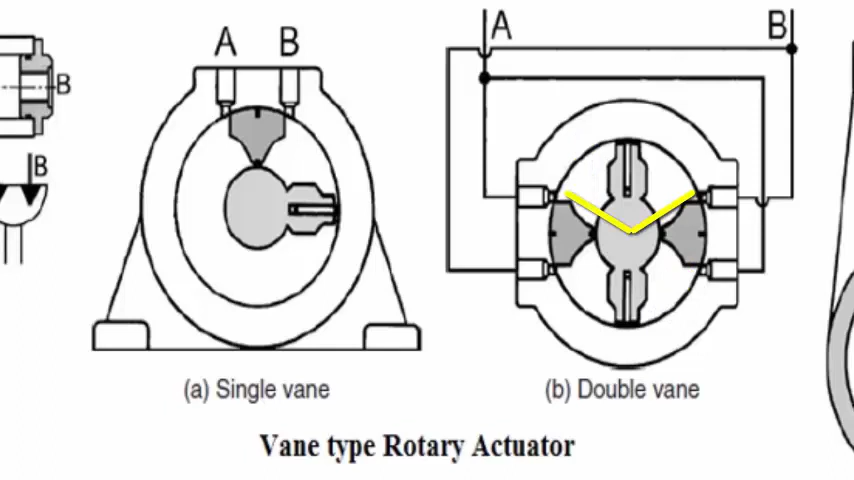 A B
A B
B
B
(a) Single vane
(b) Double vane
Vane type Rotary Actuator